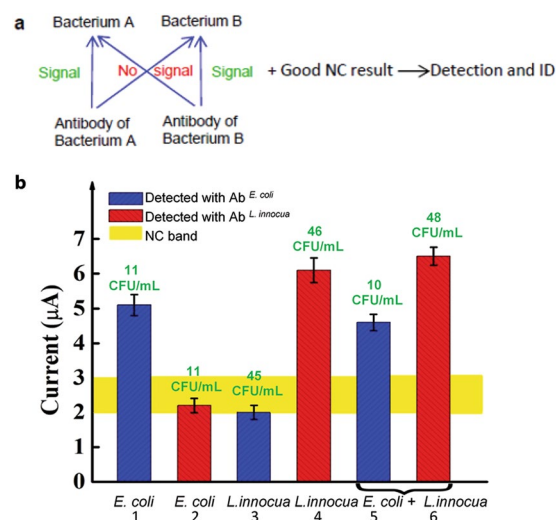 a
Bacterium A Bacterium B
Signal No signal Signal + Good NC result Detection and ID
Antibody of Bacterium A
Antibody of Bacterium B
b
Detected with Ab E. coli
Detected with Ab L. innocua
NC band
Current (μA)
7
6
5
4
3
2
1
0
11
CFU/mL
11
CFU/mL
45
CFU/mL
46
CFU/mL
10
CFU/mL
48
CFU/mL
E. coli E. coli L.innocua L.innocua E. coli + L.innocua
1 2 3 4 5 6